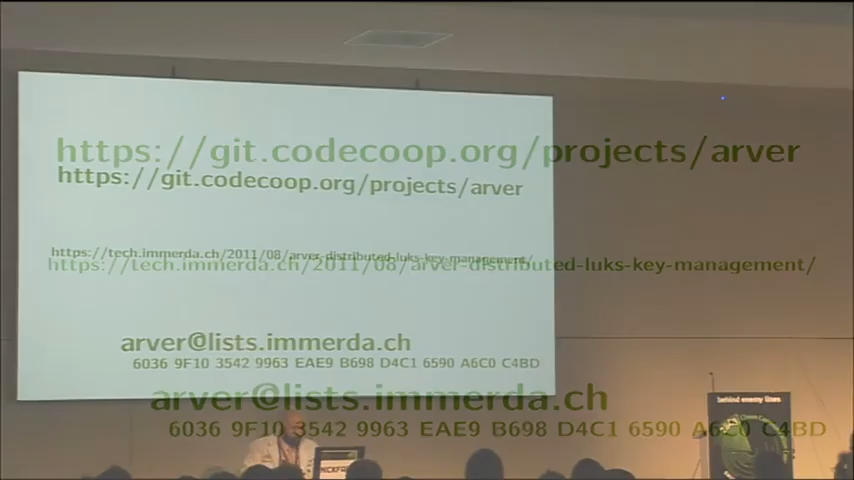 https://git.codecoop.org/projects/arver
https://git.codecoop.org/projects/arver
https://tech.immerda.ch/2011/08/arver-distributed-luks-key-management/
https://tech.immerda.ch/2011/08/arver-distributed-luks-key-management/
arver@lists.immerda.ch
6036 9F10 3542 9963 EAE9 B698 D4C1 6590 A6C0 C4BD
arver@lists.immerda.ch
behind enemy lines
6036 9F10 3542 9963 EAE9 B698 D4C1 6590 A6C0 C4BD